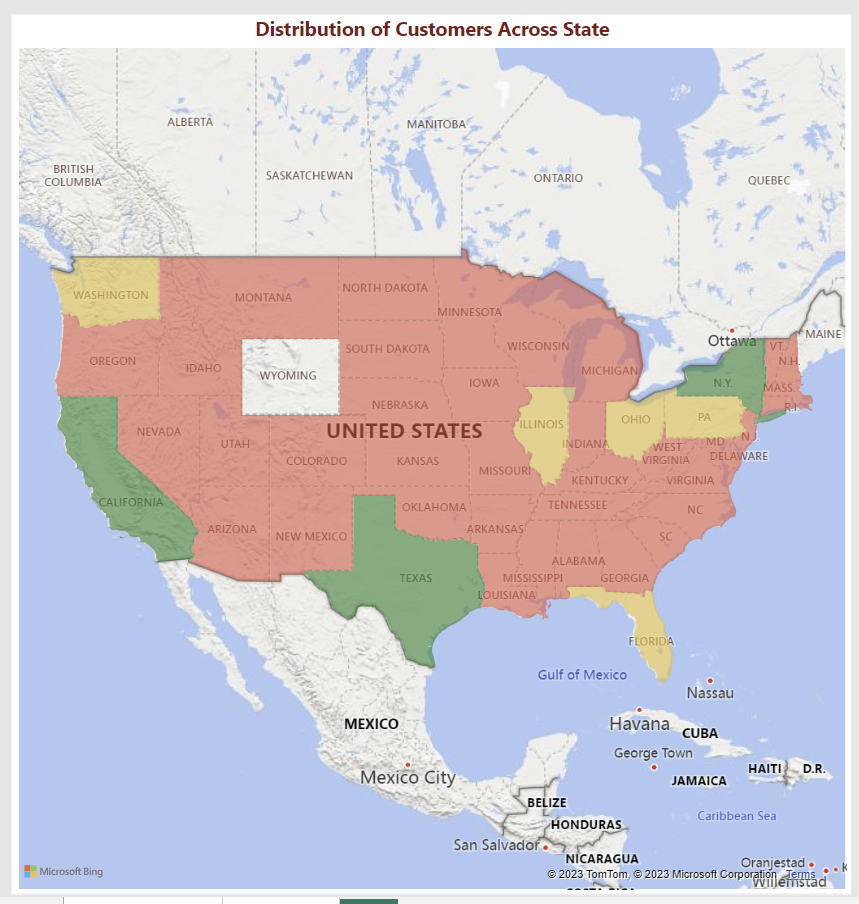 Distribution of Customers Across State
ALBERTA
MANITOBA
BRITISH
COLUMBIA
SASKATCHEWAN
ONTARIO
QUEBEC
WASHINGTON
MONTANA
NORTH DAKOTA
MINNESOTA
Ottawa
MAINE
OREGON
IDAHO
WYOMING
SOUTH DAKOTA
WISCONSIN
MICHIGAN
VT.
N.H.
N.Y.
MASS.
R.I.
IOWA
NEBRASKA
NEVADA
UTAH
UNITED STATES
ILLINOIS
INDIANA
OHIO
PA
N.J.
MD
DELAWARE
COLORADO
KANSAS
MISSOURI
WEST
VIRGINIA
KENTUCKY
VIRGINIA
CALIFORNIA
ARIZONA
NEW MEXICO
OKLAHOMA
ARKANSAS
TENNESSEE
NC
SC
TEXAS
ALABAMA
MISSISSIPPI
GEORGIA
LOUISIANA
FLORIDA
Gulf of Mexico
Nassau
MEXICO
Havana
CUBA
George Town
Mexico City
JAMAICA
HAITI
D.R.
BELIZE
HONDURAS
Caribbean Sea
San Salvador
NICARAGUA
Oranjestad
Microsoft Bing
© 2023 TomTom, © 2023 Microsoft Corporation Terms
Willemstad
COSTA RICA